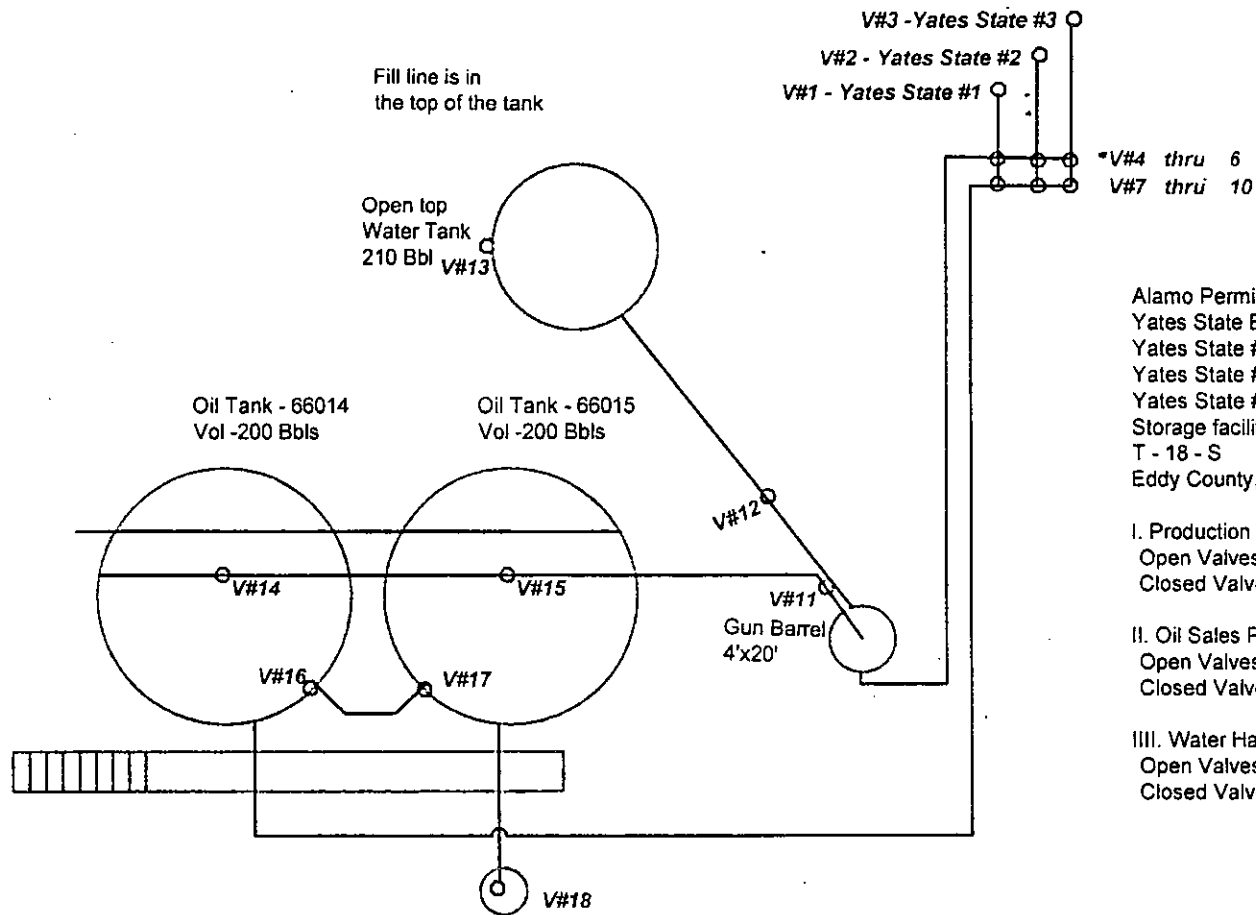 V#3 -Yates State #3
V#2 - Yates State #2
V#1 - Yates State #1
Fill line is in
the top of the tank
V#4 thru 6
V#7 thru 10
Open top
Water Tank
210 Bbl
V#13
Alamo Permi
Yates State
Yates State #
Yates State #
Yates State #
Storage facili
T - 18 - S
Eddy County
Oil Tank - 66014
Vol -200 Bbls
Oil Tank - 66015
Vol -200 Bbls
V#12
V#14
V#15
V#11
Gun Barrel
4'x20'
V#16
V#17
I. Production
Open Valves
Closed Valv
II. Oil Sales P
Open Valves
Closed Valv
IIII. Water Ha
Open Valves
Closed Valv
V#18